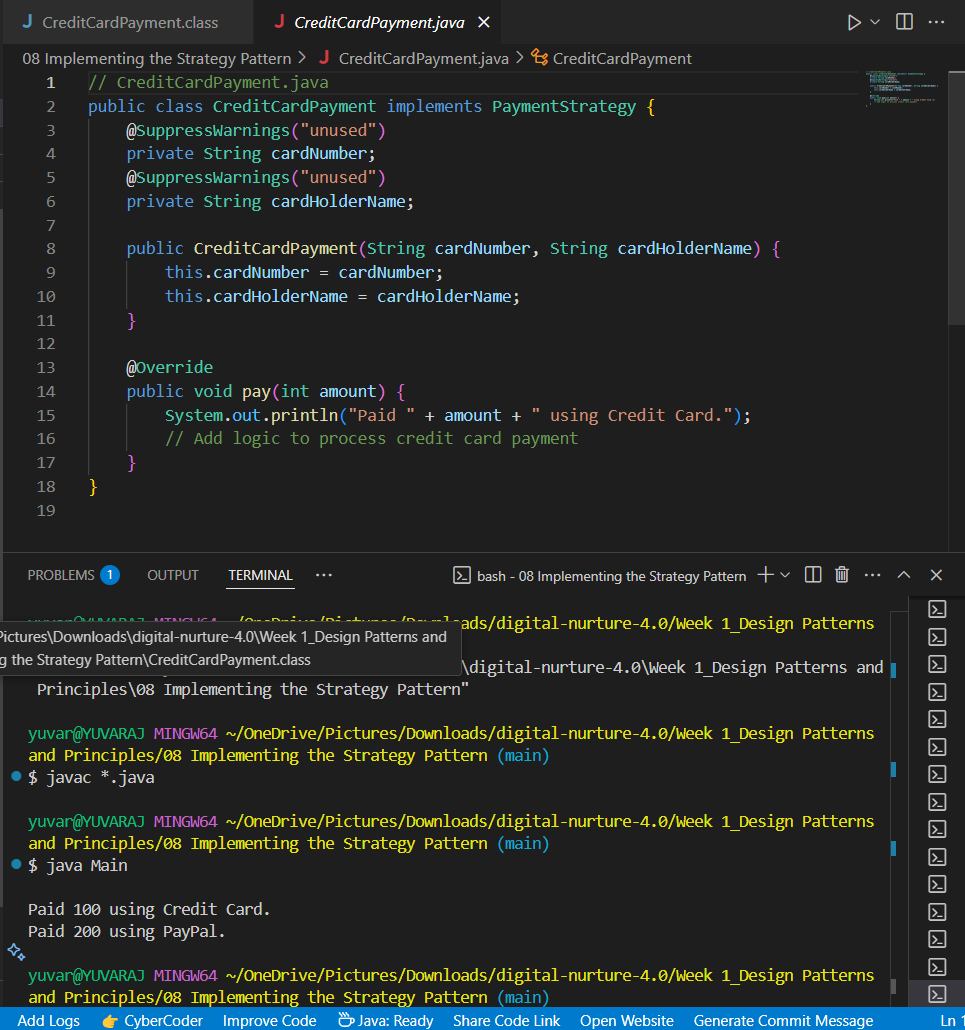 J CreditCardPayment.class
J CreditCardPayment.java
08 Implementing the Strategy Pattern > J CreditCardPayment.java > CreditCardPayment
1 // CreditCardPayment.java
2 public class CreditCardPayment implements PaymentStrategy {
3 @SuppressWarnings("unused")
4 private String cardNumber;
5 @SuppressWarnings("unused")
6 private String cardHolderName;
7
8 public CreditCardPayment(String cardNumber, String cardHolderName) {
9 this.cardNumber = cardNumber;
10 this.cardHolderName = cardHolderName;
11 }
12
13 @Override
14 public void pay(int amount) {
15 System.out.println("Paid " + amount + " using Credit Card.");
16 // Add logic to process credit card payment
17 }
18 }
19
PROBLEMS 1 OUTPUT TERMINAL ... bash - 08 Implementing the Strategy Pattern
yuvar@YUVARAJ MINGW64 ~/OneDrive/Pictures/Downloads/digital-nurture-4.0/Week 1_Design Patterns
Pictures\Downloads\digital-nurture-4.0\Week 1_Design Patterns and
g the Strategy Pattern\CreditCardPayment.class
\digital-nurture-4.0\Week 1_Design Patterns and
Principles\08 Implementing the Strategy Pattern"
yuvar@YUVARAJ MINGW64 ~/OneDrive/Pictures/Downloads/digital-nurture-4.0/Week 1_Design Patterns
and Principles/08 Implementing the Strategy Pattern (main)
$ javac *.java
yuvar@YUVARAJ MINGW64 ~/OneDrive/Pictures/Downloads/digital-nurture-4.0/Week 1_Design Patterns
and Principles/08 Implementing the Strategy Pattern (main)
$ java Main
Paid 100 using Credit Card.
Paid 200 using PayPal.
yuvar@YUVARAJ MINGW64 ~/OneDrive/Pictures/Downloads/digital-nurture-4.0/Week 1_Design Patterns
and Principles/08 Implementing the Strategy Pattern (main)
Add Logs 👉 CyberCoder Improve Code Java: Ready Share Code Link Open Website Generate Commit Message Ln 1